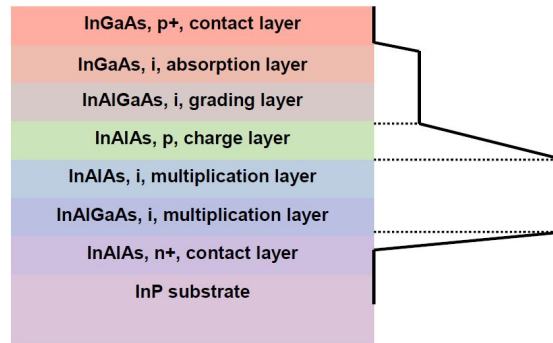 InGaAs, p+, contact layer
InGaAs, i, absorption layer
InAlGaAs, i, grading layer
InAlAs, p, charge layer
InAlAs, i, multiplication layer
InAlGaAs, i, multiplication layer
InAlAs, n+, contact layer
InP substrate